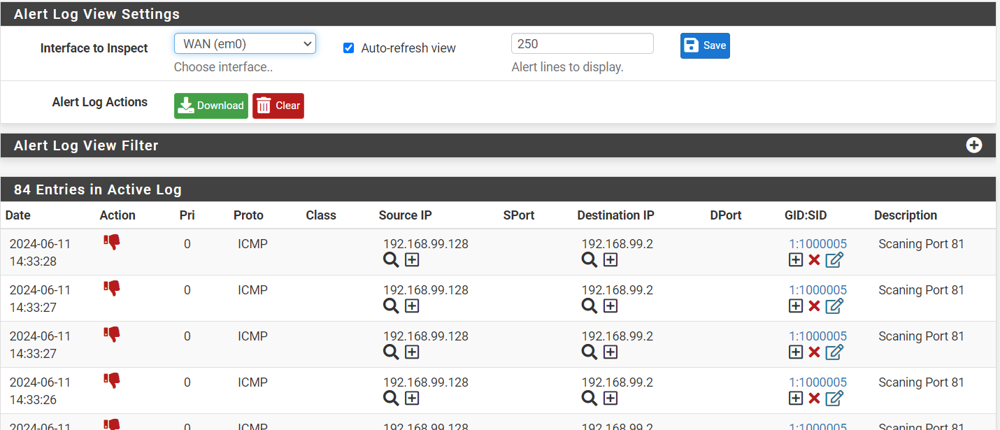 Alert Log View Settings
Interface to Inspect WAN (em0) Auto-refresh view 250 Save
Choose interface.. Alert lines to display.
Alert Log Actions Download Clear
Alert Log View Filter
84 Entries in Active Log
Date Action Pri Proto Class Source IP SPort Destination IP DPort GID:SID Description
2024-06-11 0 ICMP 192.168.99.128 192.168.99.2 1:1000005 Scaning Port 81
14:33:28
2024-06-11 0 ICMP 192.168.99.128 192.168.99.2 1:1000005 Scaning Port 81
14:33:27
2024-06-11 0 ICMP 192.168.99.128 192.168.99.2 1:1000005 Scaning Port 81
14:33:27
2024-06-11 0 ICMP 192.168.99.128 192.168.99.2 1:1000005 Scaning Port 81
14:33:26
2024-06-11 0 ICMP 192.168.99.128 192.168.99.2 1:1000005 Scaning Port 81